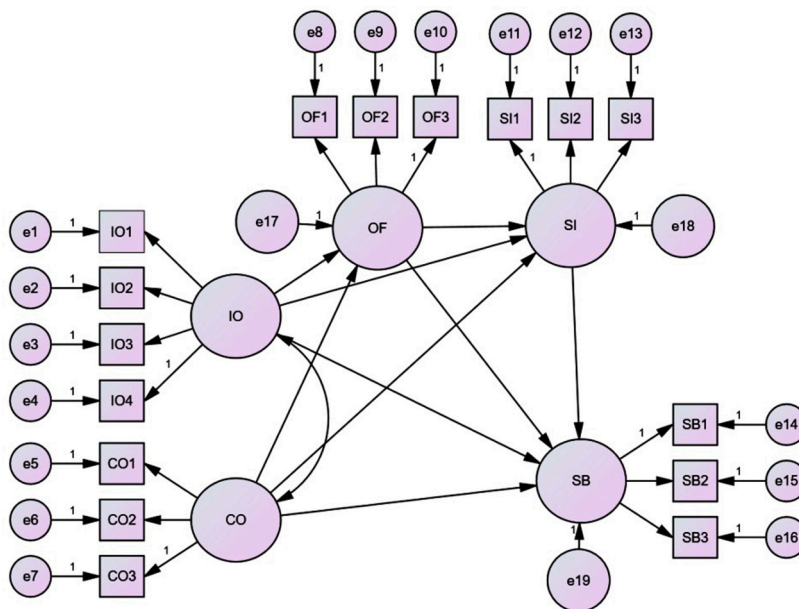 e8 e9 e10 e11 e12 e13
1 1 1 1 1 1
OF1 OF2 OF3 SI1 SI2 SI3
1 1
e17 1 OF SI 1 e18
e1 1 IO1
e2 1 IO2
IO
e3 1 IO3
1
e4 1 IO4
SB1 1 e14
1
e5 1 CO1
SB SB2 1 e15
e6 1 CO2
CO
1 SB3 1 e16
1
e7 1 CO3
e19